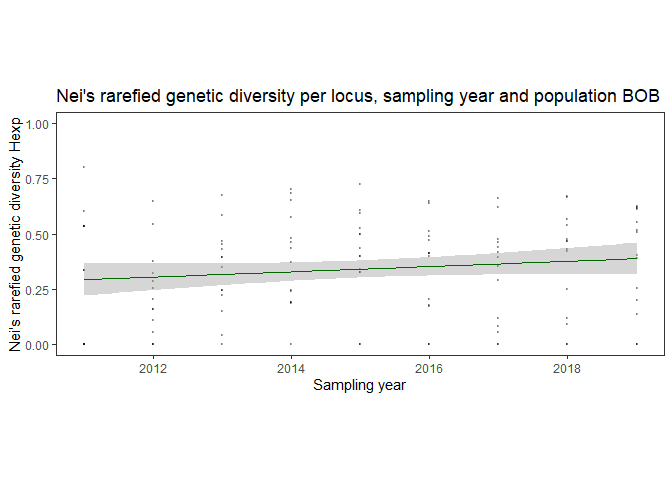 Nei's rarefied genetic diversity per locus, sampling year and population BOB
Nei's rarefied genetic diversity Hexp
1.00
0.75
0.50
0.25
0.00
2012 2014 2016 2018
Sampling year